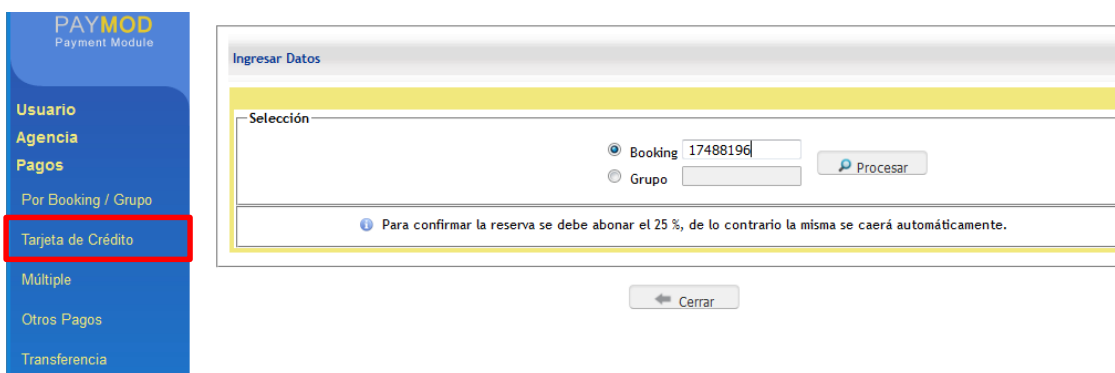 PAYMOD
Payment Module
Usuario
Agencia
Pagos
Por Booking / Grupo
Tarjeta de Crédito
Múltiple
Otros Pagos
Transferencia
Ingresar Datos
Selección
Booking 17488196
Grupo
Procesar
Para confirmar la reserva se debe abonar el 25 %, de lo contrario la misma se caerá automáticamente.
Cerrar